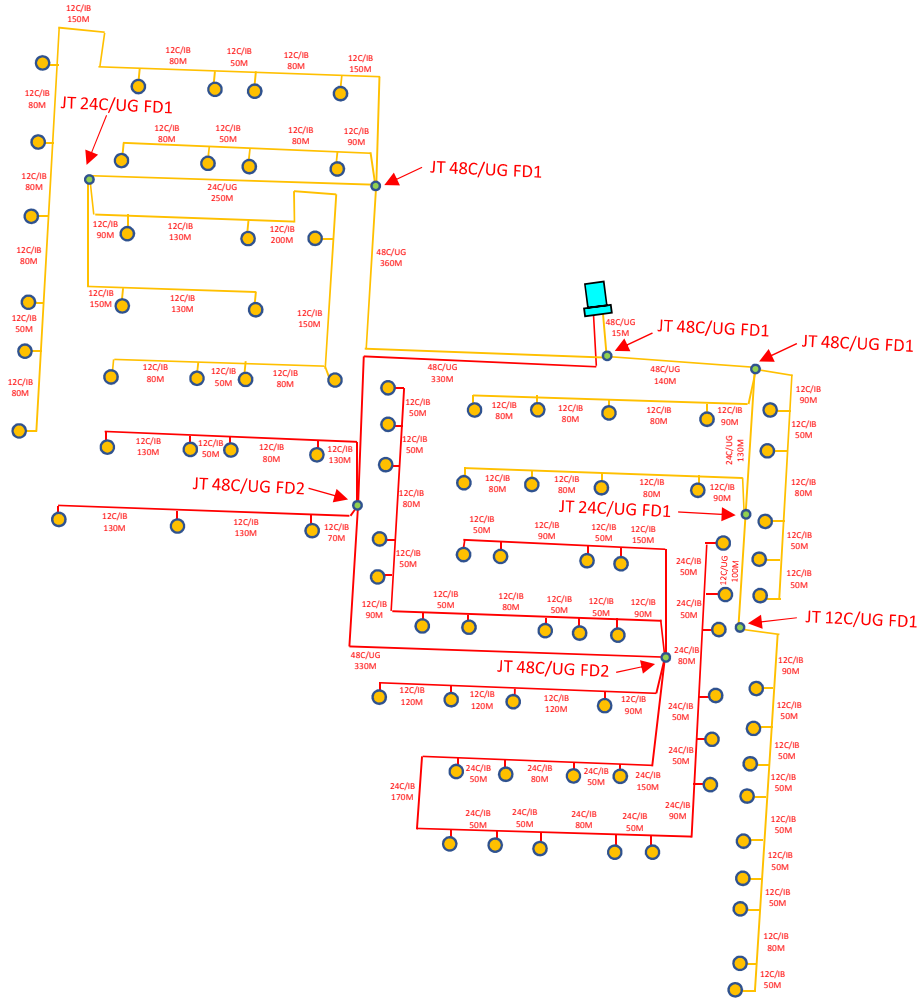 12C/IB
150M
12C/IB
80M
12C/IB
50M
12C/IB
80M
12C/IB
150M
12C/IB
80M
JT 24C/UG FD1
12C/IB
80M
12C/IB
50M
12C/IB
80M
12C/IB
90M
JT 48C/UG FD1
12C/IB
80M
24C/UG
250M
12C/IB
90M
12C/IB
130M
12C/IB
200M
12C/IB
80M
48C/UG
360M
12C/IB
150M
12C/IB
130M
12C/IB
150M
12C/IB
50M
48C/UG
15M
JT 48C/UG FD1
JT 48C/UG FD1
12C/IB
80M
12C/IB
80M
12C/IB
50M
12C/IB
80M
48C/UG
330M
48C/UG
140M
12C/IB
90M
12C/IB
50M
12C/IB
80M
12C/IB
80M
12C/IB
80M
12C/IB
90M
12C/IB
50M
12C/IB
130M
12C/IB
50M
12C/IB
80M
12C/IB
130M
12C/IB
50M
24C/UG
130M
JT 48C/UG FD2
12C/IB
80M
12C/IB
80M
12C/IB
80M
12C/IB
80M
12C/IB
90M
12C/IB
80M
JT 24C/UG FD1
12C/IB
130M
12C/IB
130M
12C/IB
70M
12C/IB
50M
12C/IB
90M
12C/IB
50M
12C/IB
150M
12C/IB
50M
12C/IB
50M
24C/IB
50M
12C/UG
100M
12C/IB
50M
24C/IB
50M
12C/IB
90M
12C/IB
50M
12C/IB
80M
12C/IB
50M
12C/IB
50M
12C/IB
90M
JT 12C/UG FD1
48C/UG
330M
JT 48C/UG FD2
24C/IB
80M
12C/IB
90M
12C/IB
120M
12C/IB
120M
12C/IB
120M
12C/IB
90M
24C/IB
50M
12C/IB
50M
24C/IB
50M
12C/IB
50M
24C/IB
170M
24C/IB
50M
24C/IB
80M
24C/IB
50M
24C/IB
150M
12C/IB
50M
24C/IB
90M
24C/IB
50M
24C/IB
50M
24C/IB
80M
24C/IB
50M
12C/IB
50M
12C/IB
50M
12C/IB
50M
12C/IB
80M
12C/IB
50M